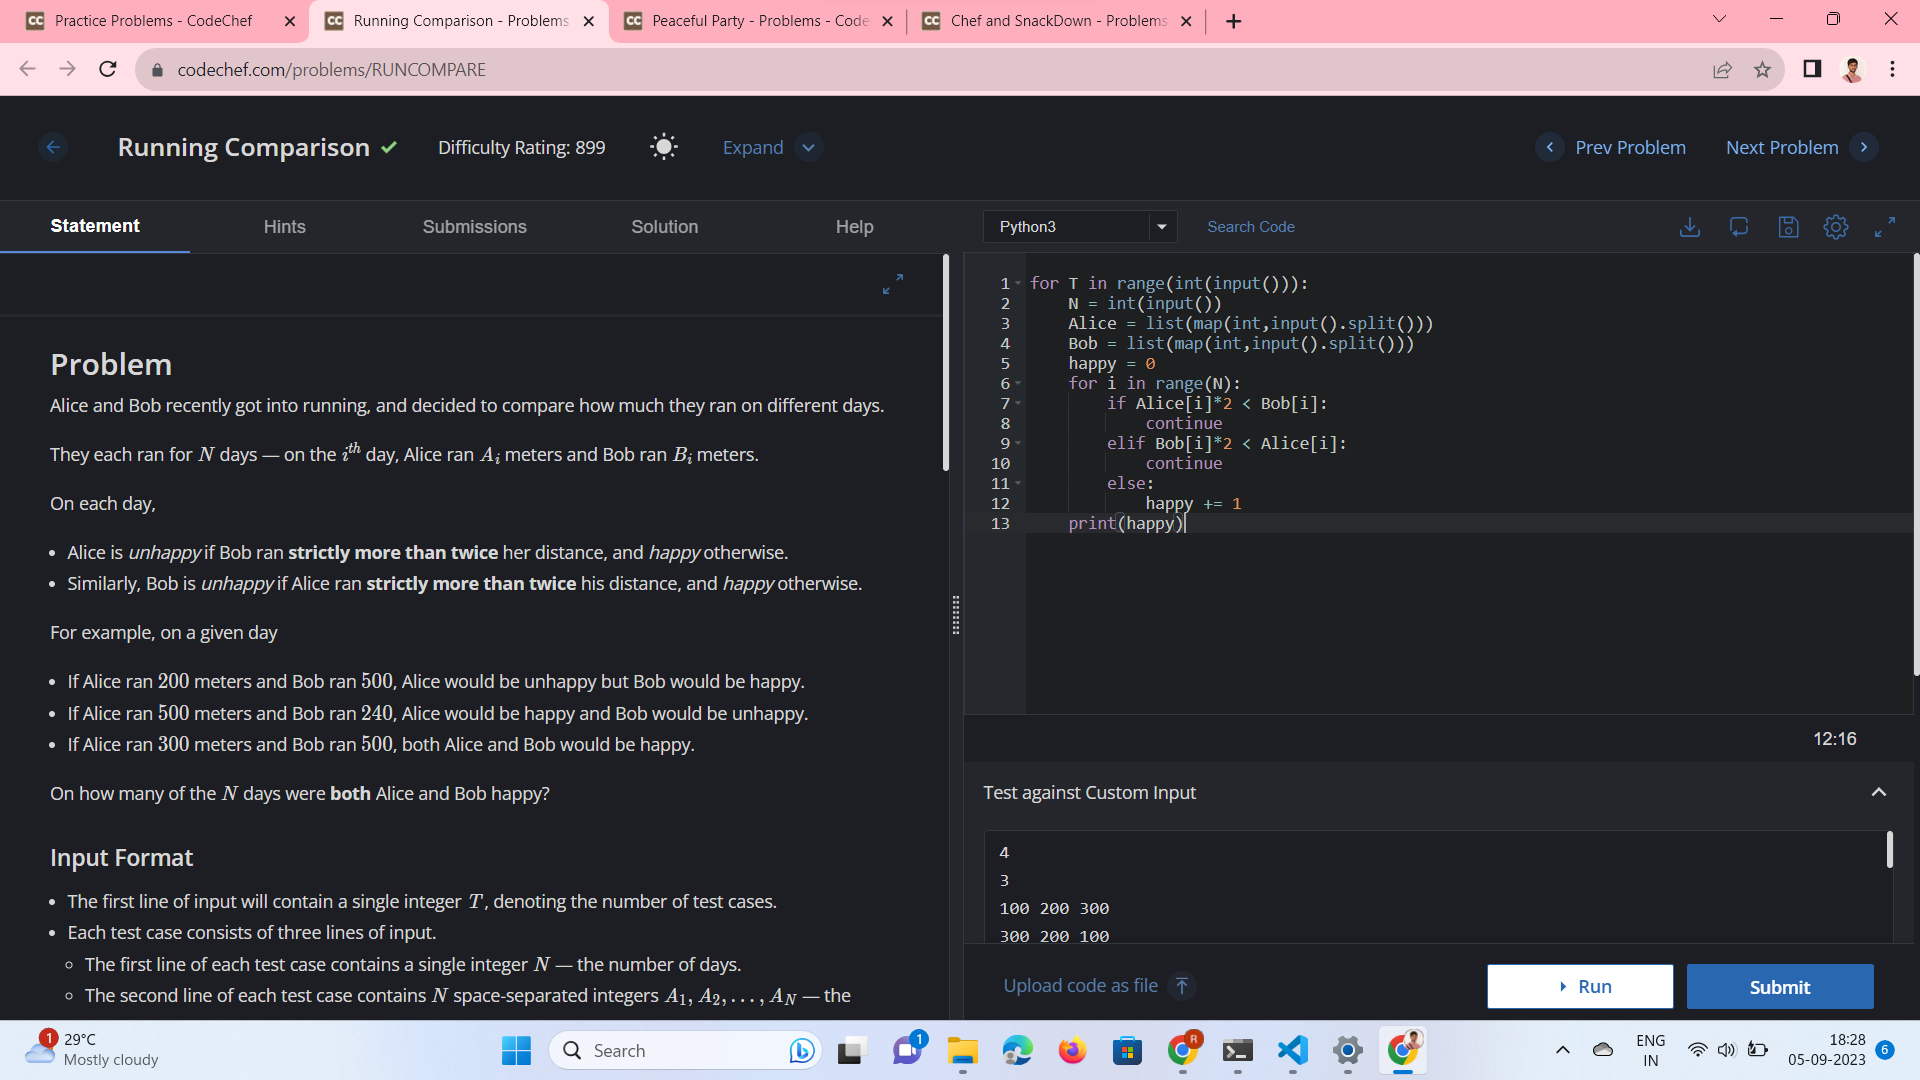 Practice Problems - CodeChef
Running Comparison - Problems
Peaceful Party - Problems - Code
Chef and SnackDown - Problems
codechef.com/problems/RUNCOMPARE
Running Comparison
Difficulty Rating: 899
Expand
Prev Problem
Next Problem
Statement
Hints
Submissions
Solution
Help
Python3
Search Code
Problem
Alice and Bob recently got into running, and decided to compare how much they ran on different days.
They each ran for N days — on the i^th day, Alice ran A_i meters and Bob ran B_i meters.
On each day,
• Alice is unhappy if Bob ran strictly more than twice her distance, and happy otherwise.
• Similarly, Bob is unhappy if Alice ran strictly more than twice his distance, and happy otherwise.
For example, on a given day
• If Alice ran 200 meters and Bob ran 500, Alice would be unhappy but Bob would be happy.
• If Alice ran 500 meters and Bob ran 240, Alice would be happy and Bob would be unhappy.
• If Alice ran 300 meters and Bob ran 500, both Alice and Bob would be happy.
On how many of the N days were both Alice and Bob happy?
Input Format
• The first line of input will contain a single integer T, denoting the number of test cases.
• Each test case consists of three lines of input.
◦ The first line of each test case contains a single integer N — the number of days.
◦ The second line of each test case contains N space-separated integers A_1, A_2, . . . , A_N — the
1 for T in range(int(input())):
2     N = int(input())
3     Alice = list(map(int,input().split()))
4     Bob = list(map(int,input().split()))
5     happy = 0
6     for i in range(N):
7         if Alice[i]*2 < Bob[i]:
8             continue
9         elif Bob[i]*2 < Alice[i]:
10             continue
11         else:
12             happy += 1
13     print(happy)
12:16
Test against Custom Input
4
3
100 200 300
300 200 100
Upload code as file
Run
Submit
1
29°C
Mostly cloudy
Search
1
R
ENG
IN
18:28
05-09-2023
6